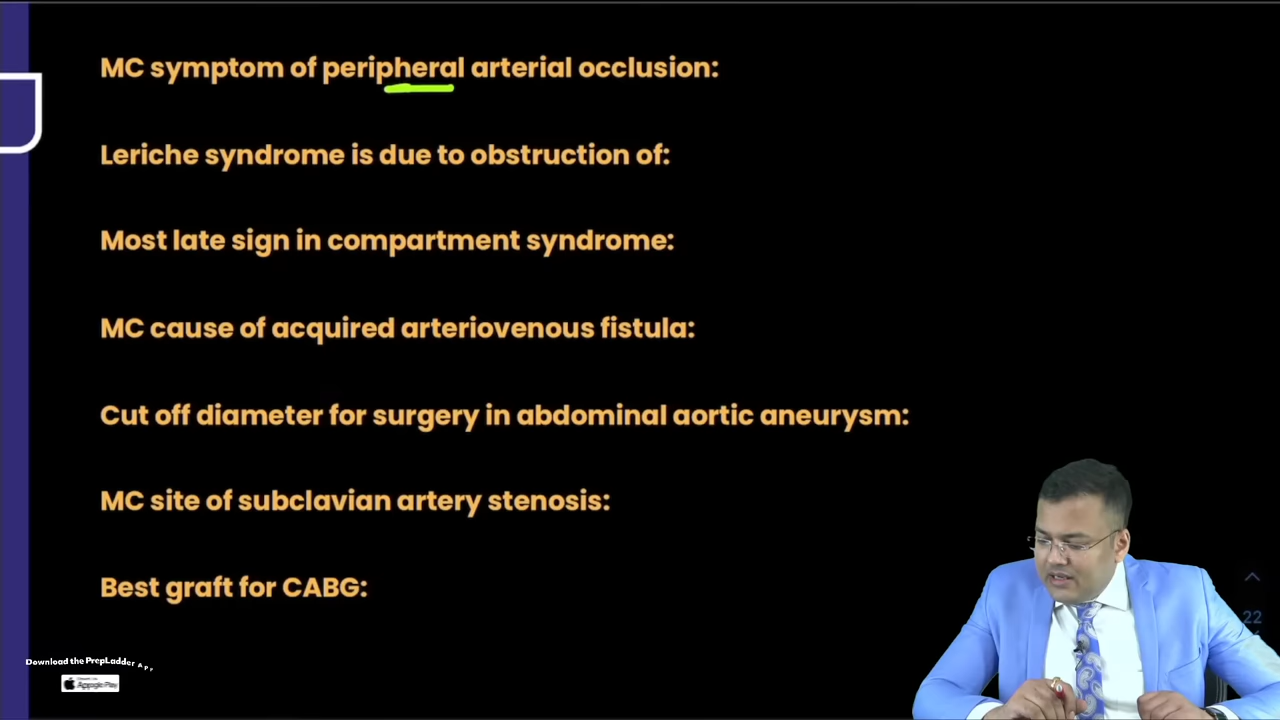 MC symptom of peripheral arterial occlusion:
Leriche syndrome is due to obstruction of:
Most late sign in compartment syndrome:
MC cause of acquired arteriovenous fistula:
Cut off diameter for surgery in abdominal aortic aneurysm:
MC site of subclavian artery stenosis:
Best graft for CABG:
22
Download the PrepLadder App